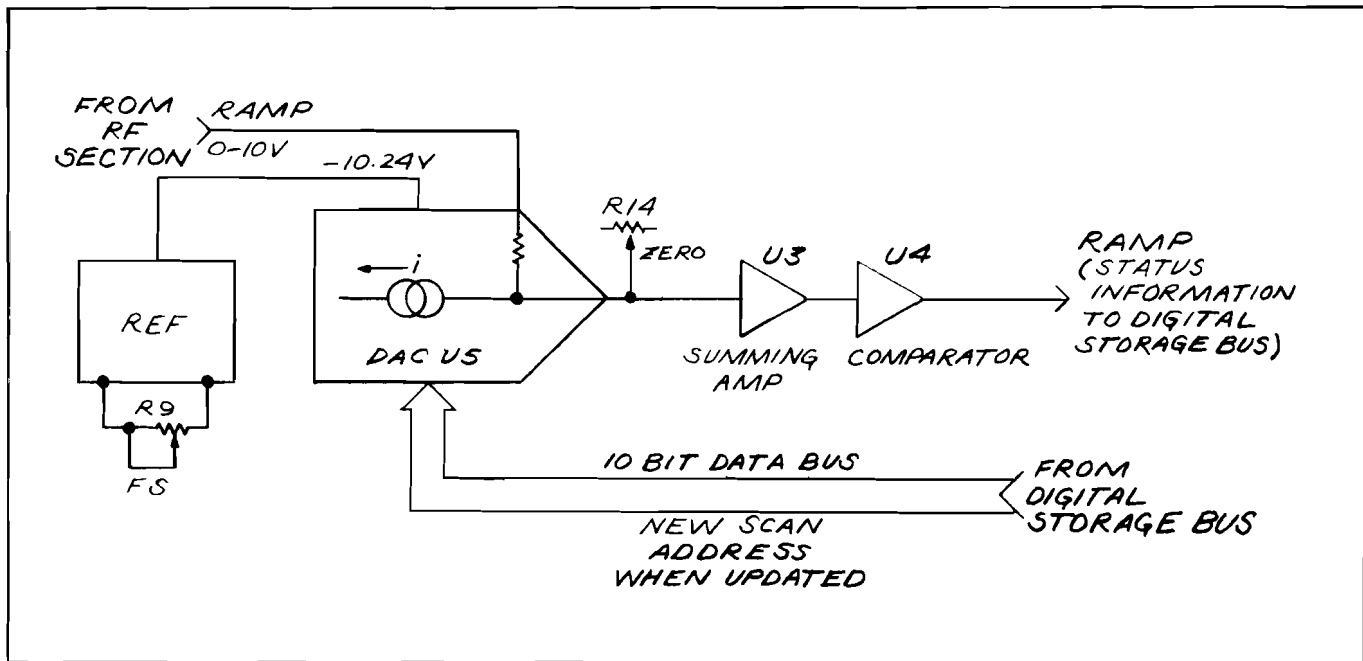 FROM
RF
SECTION
RAMP
0-10V
-10.24V
REF
R9
FS
i
DAC U5
R14
ZERO
U3
SUMMING
AMP
U4
COMPARATOR
RAMP
(STATUS
INFORMATION
TO DIGITAL
STORAGE BUS)
10 BIT DATA BUS
NEW SCAN
ADDRESS
WHEN UPDATED
FROM
DIGITAL
STORAGE BUS